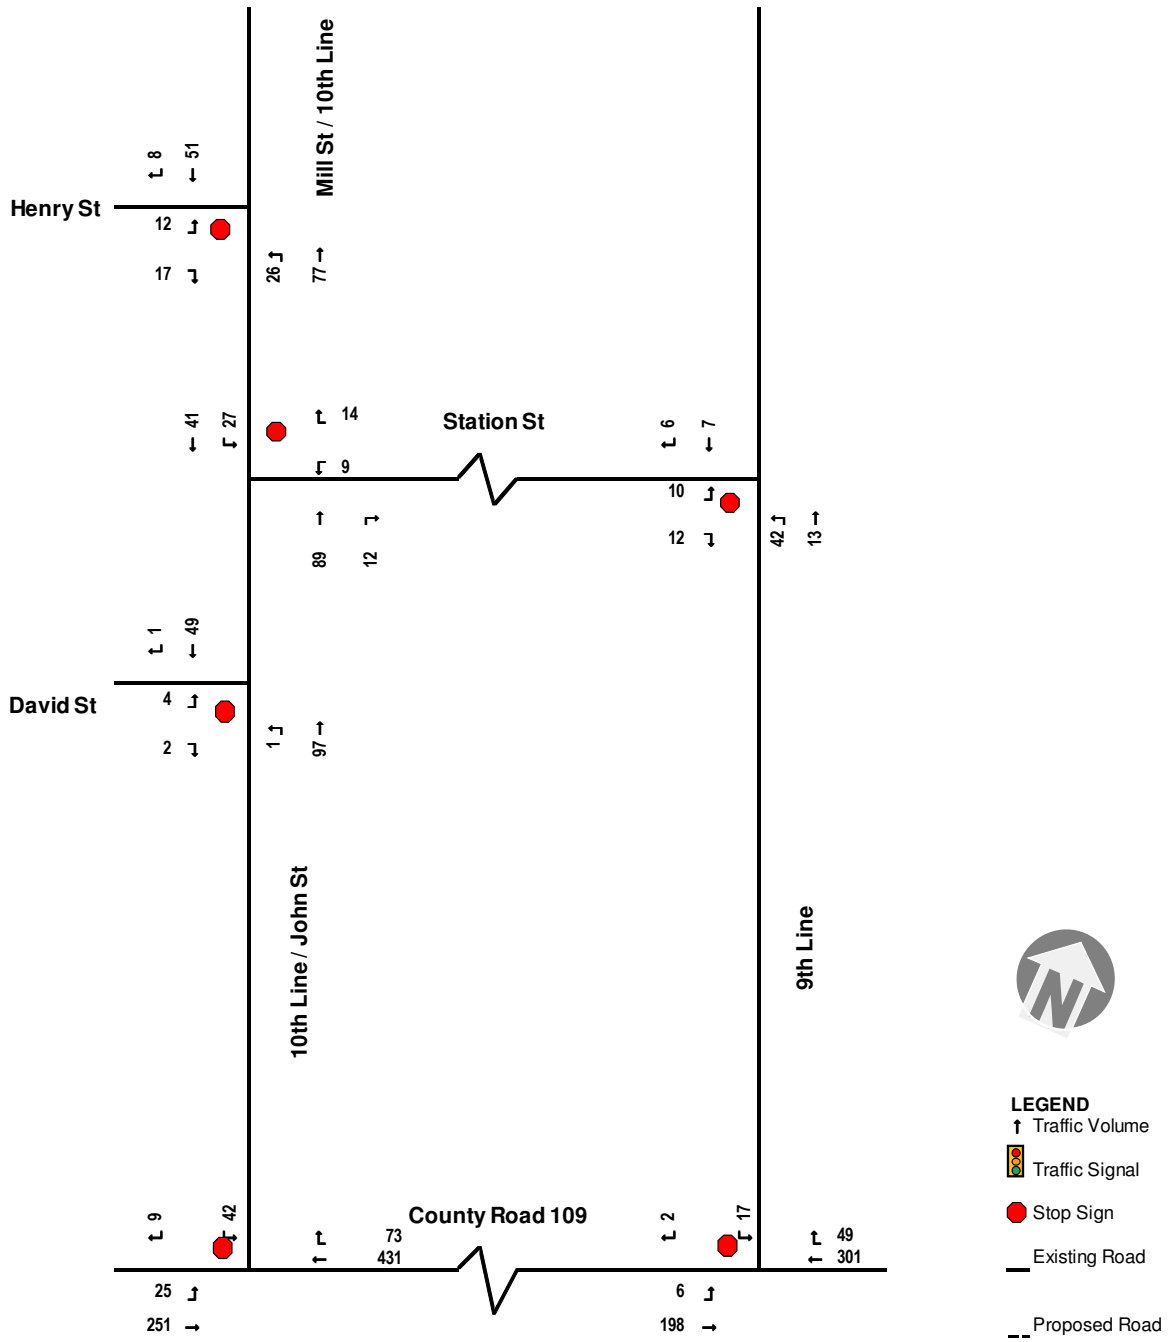 Mill St / 10th Line
8 51
Henry St
12
17
26 77
41 27
14
Station St
6 7
9
10
12
42 13
89 12
1 49
David St
4
2
1 97
10th Line / John St
9th Line
N
LEGEND
Traffic Volume
Traffic Signal
Stop Sign
Existing Road
Proposed Road
9 42
County Road 109
73
431
2 17
49
301
25
251
6
198